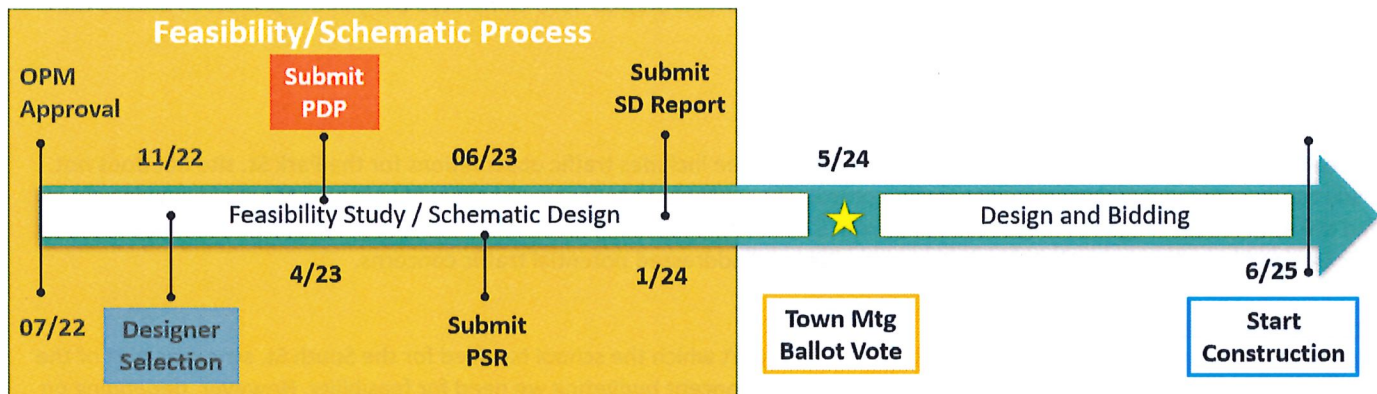 Feasibility/Schematic Process
OPM
Approval
Submit
PDP
Submit
SD Report
11/22
06/23
5/24
Feasibility Study / Schematic Design
Design and Bidding
4/23
1/24
6/25
07/22
Designer
Selection
Submit
PSR
Town Mtg
Ballot Vote
Start
Construction